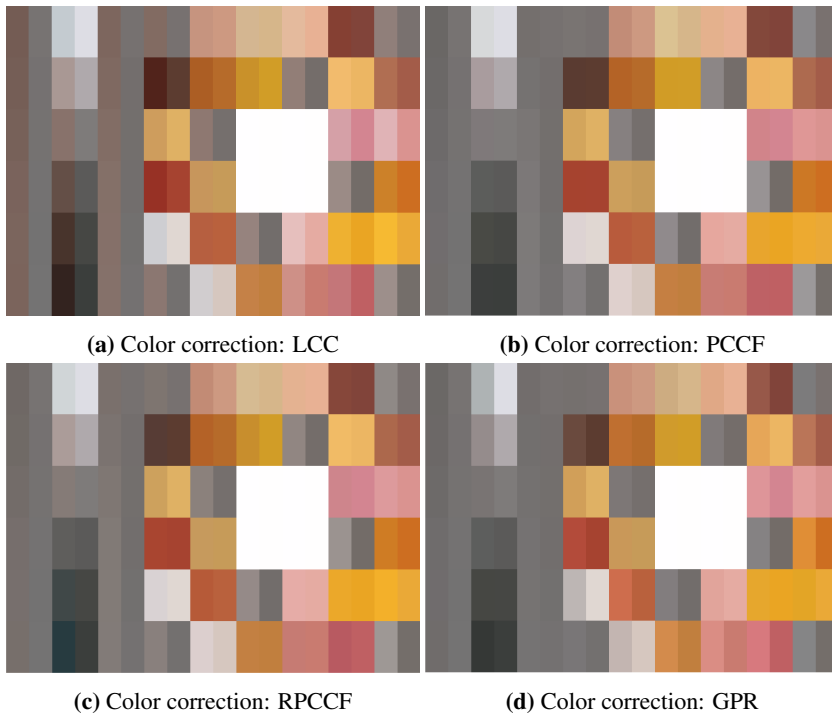 (a) Color correction: LCC
(b) Color correction: PCCF
(c) Color correction: RPCCF
(d) Color correction: GPR